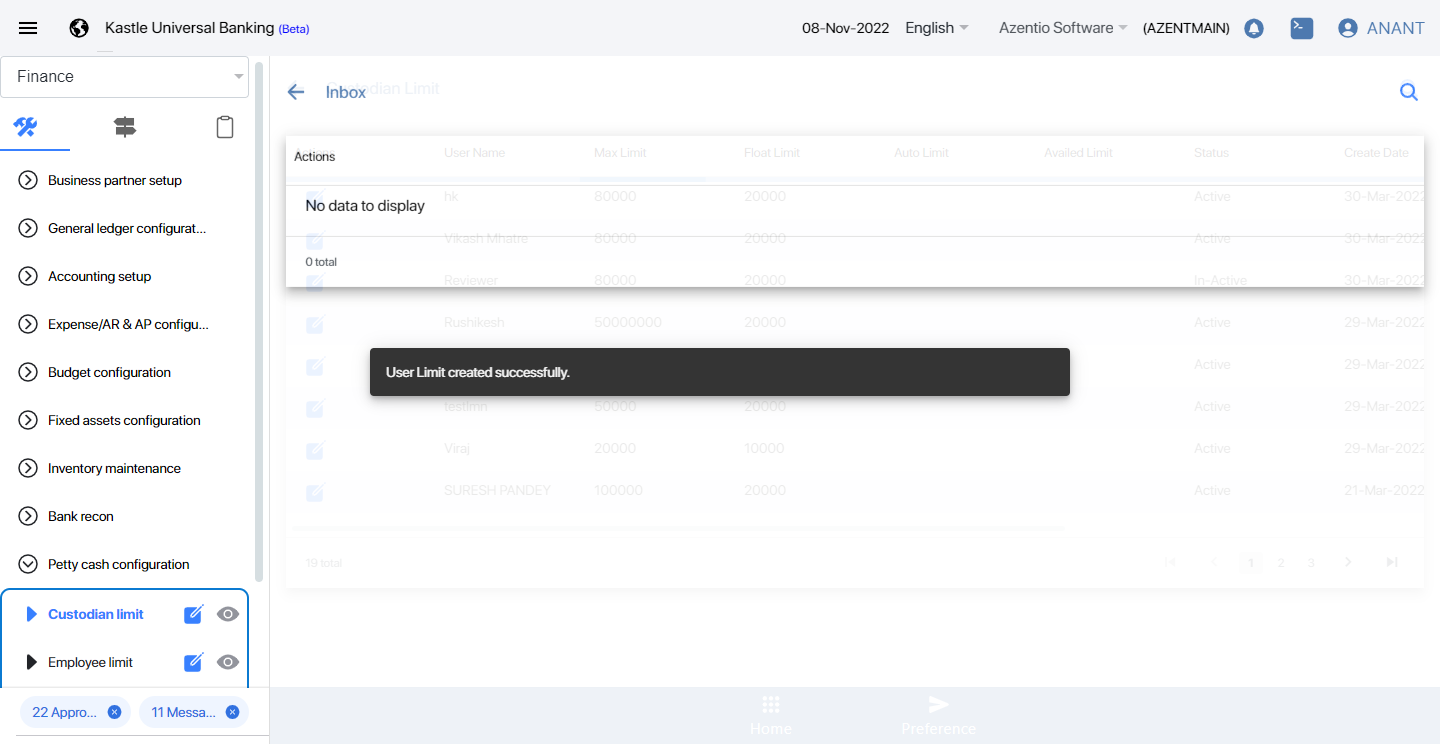 Kastle Universal Banking (Beta)
08-Nov-2022 English Azentio Software (AZENTMAIN) ANANT
Finance
Business partner setup
General ledger configurat...
Accounting setup
Expense/AR & AP configu...
Budget configuration
Fixed assets configuration
Inventory maintenance
Bank recon
Petty cash configuration
Custodian limit
Employee limit
22 Appro... 11 Messa...
Inbox
Custodian Limit
Actions
User Name Max Limit Float Limit Auto Limit Availed Limit Status Create Date
No data to display
0 total
hk 80000 20000 Active 30-Mar-2022
Vikash Mhatre 80000 20000 Active 30-Mar-2022
Reviewer 80000 20000 In-Active 30-Mar-2022
Rushikesh 50000000 20000 Active 29-Mar-2022
Active 29-Mar-2022
User Limit created successfully.
testlmn 50000 20000 Active 29-Mar-2022
Viraj 20000 10000 Active 29-Mar-2022
SURESH PANDEY 100000 20000 Active 21-Mar-2022
19 total
1 2 3
Home Preference